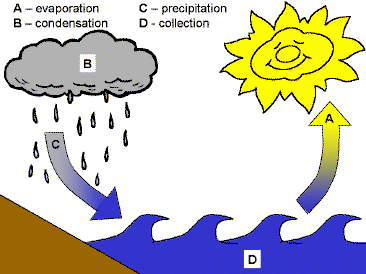 A – evaporation C – precipitation
B – condensation D - collection
B
A
C
D